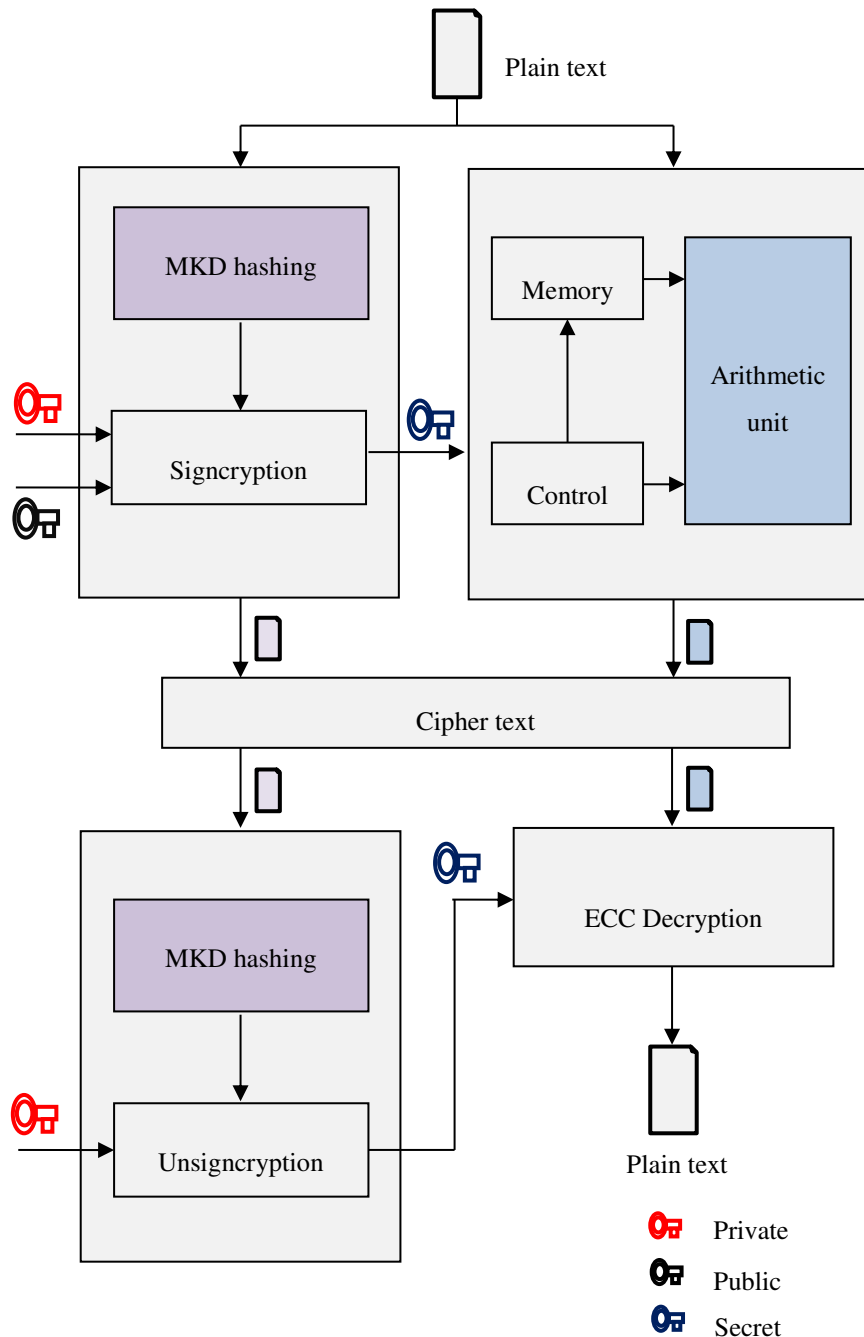 Plain text
MKD hashing
Memory
Arithmetic
unit
Signcryption
Control
Cipher text
MKD hashing
ECC Decryption
Unsigncryption
Plain text
Private
Public
Secret